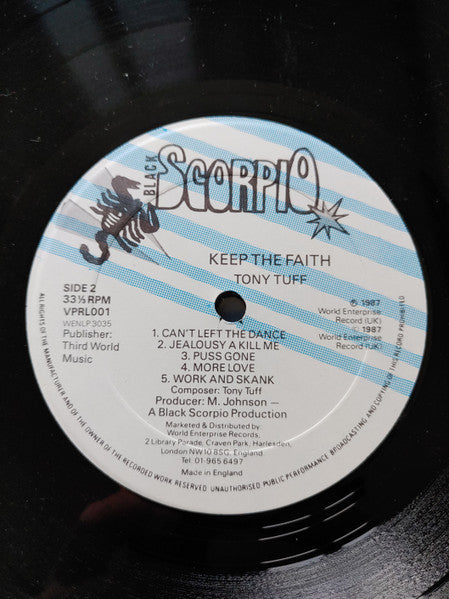 BLACK
SCORPIO
KEEP THE FAITH
TONY TUFF
SIDE 2
33⅓ RPM
VPRL001
WENLP 3035
Publisher:
Third World
Music
℗ 1987
World Enterprise
Record (UK)
© 1987
World Enterprise
Record (UK)
1. CAN'T LEFT THE DANCE
2. JEALOUSY A KILL ME
3. PUSS GONE
4. MORE LOVE
5. WORK AND SKANK
Composer: Tony Tuff
Producer: M. Johnson —
A Black Scorpio Production
Marketed & Distributed by:
World Enterprise Records,
2 Library Parade, Craven Park, Harlesden,
London NW10 8SG, England.
Tel: 01-965 6497
Made in England
ALL RIGHTS OF THE MANUFACTURER AND OF THE OWNER OF THE RECORDED WORK RESERVED. UNAUTHORISED PUBLIC PERFORMANCE BROADCASTING AND COPYING OF THIS RECORD PROHIBITED